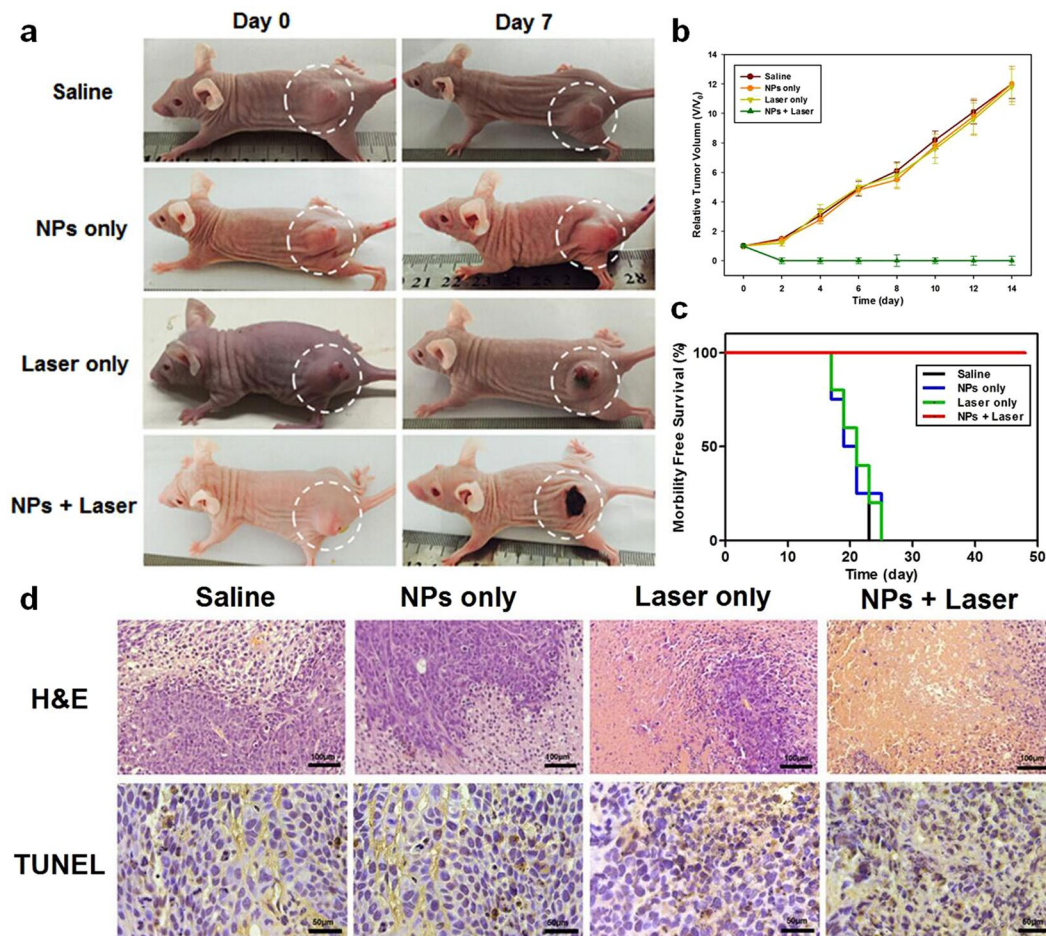 a
Day 0
Day 7
Saline
NPs only
Laser only
NPs + Laser
21 22 23 24 25 2 28
b
Relative Tumor Volumn (V/V₀)
14
12
10
8
6
4
2
0
Saline
NPs only
Laser only
NPs + Laser
0 2 4 6 8 10 12 14
Time (day)
c
Morbility Free Survival (%)
100
50
0
Saline
NPs only
Laser only
NPs + Laser
0 10 20 30 40 50
Time (day)
d
Saline
NPs only
Laser only
NPs + Laser
H&E
100μm
100μm
100μm
100μm
TUNEL
50μm
50μm
50μm
50μm